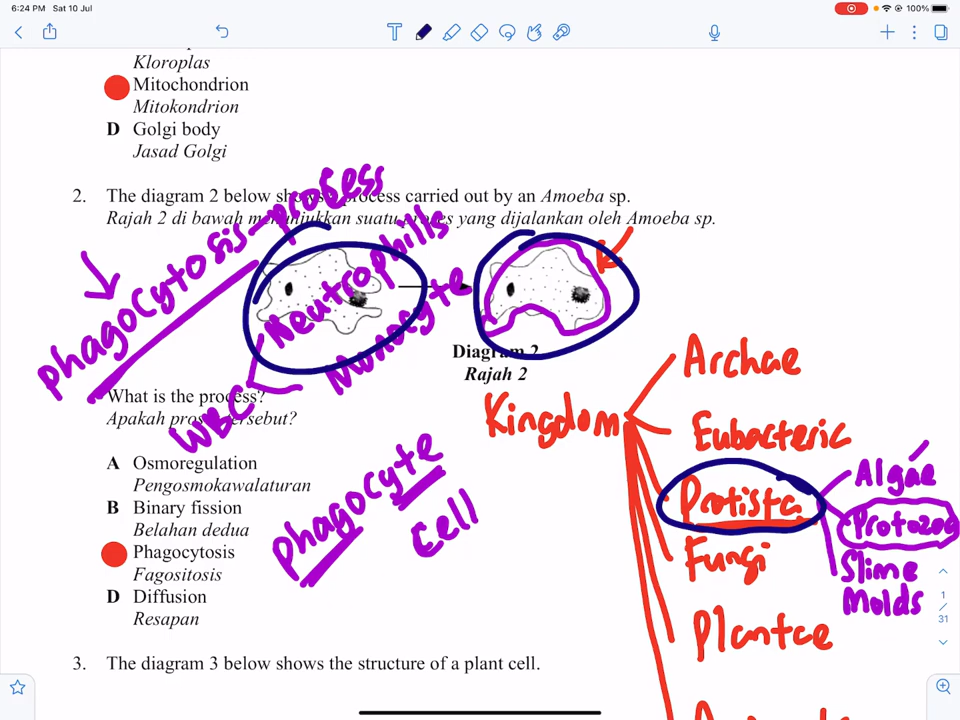 6:24 PM Sat 10 Jul
100%
Kloroplas
Mitochondrion
Mitokondrion
D Golgi body
Jasad Golgi
2. The diagram 2 below shows process carried out by an Amoeba sp.
Rajah 2 di bawah menunjukkan suatu proses yang dijalankan oleh Amoeba sp.
phagocytosis-process
Neutrophills
Monocyte
WBC
Diagram 2
Rajah 2
What is the process?
Apakah proses tersebut?
A Osmoregulation
Pengosmokawalaturan
B Binary fission
Belahan dedua
Phagocytosis
Fagositosis
D Diffusion
Resapan
phagocyte
Cell
Kingdom
Archae
Eubacteric
Protista
Fungi
Plantae
Algae
Protozoa
Slime
Molds
1
/
31
3. The diagram 3 below shows the structure of a plant cell.